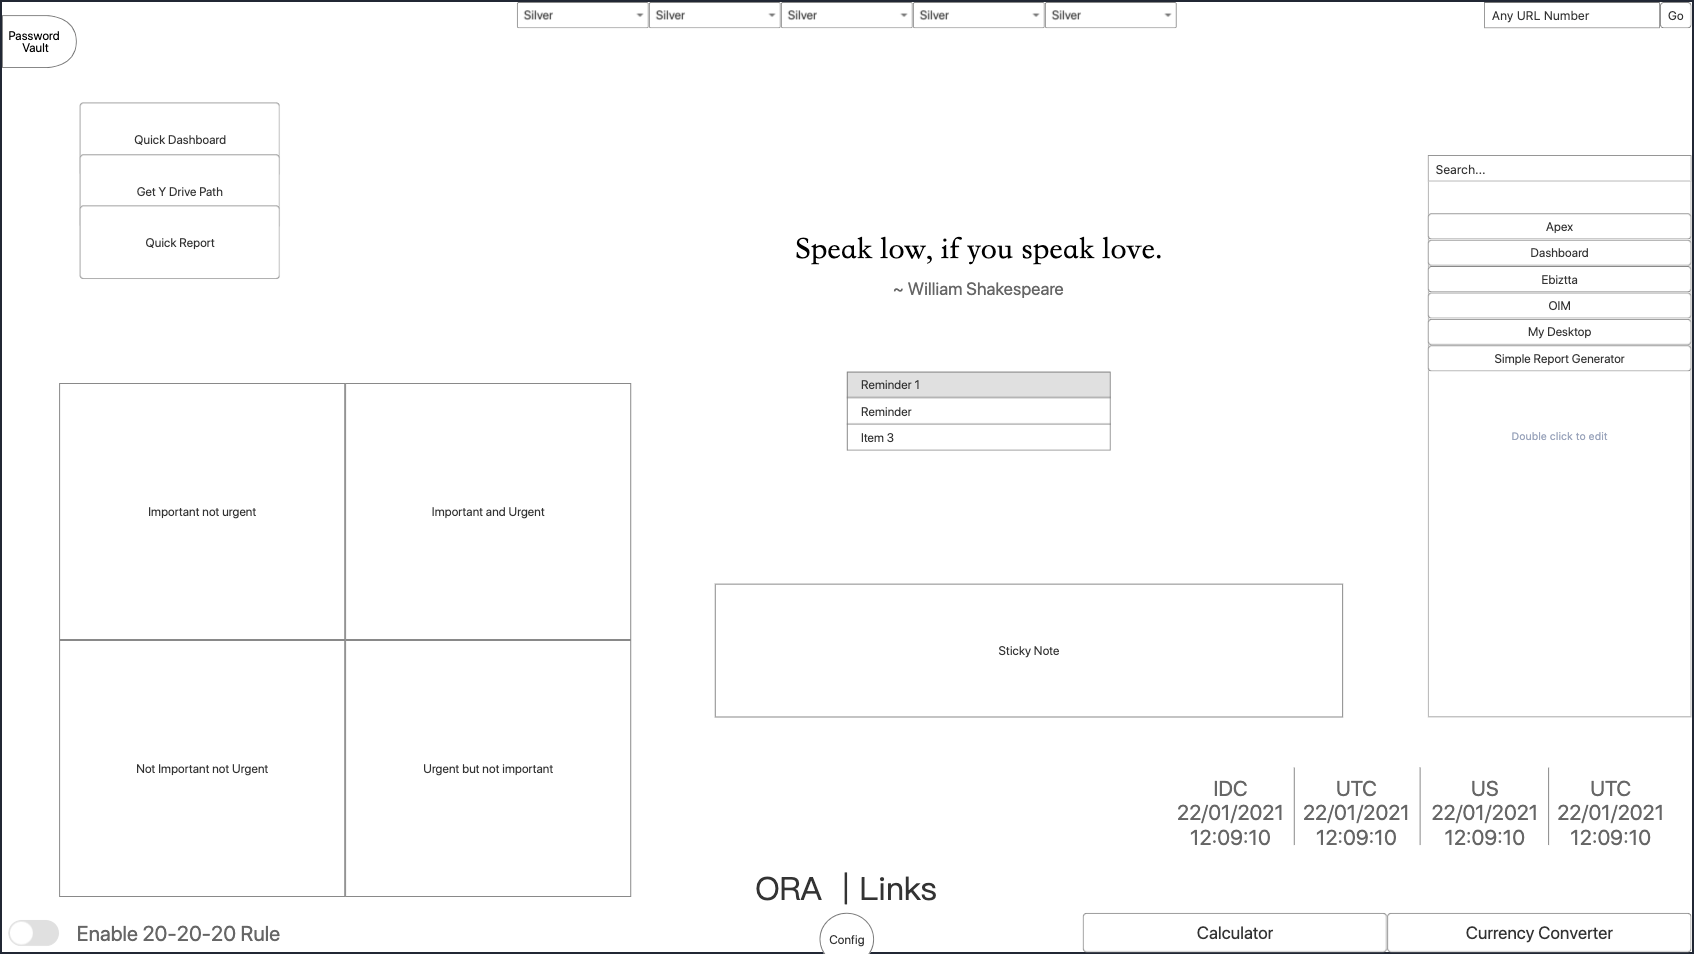 Silver
Silver
Silver
Silver
Silver
Any URL Number
Go
Password
Vault
Quick Dashboard
Get Y Drive Path
Quick Report
Search...
Apex
Dashboard
Ebiztta
OIM
My Desktop
Simple Report Generator
Double click to edit
Speak low, if you speak love.
~ William Shakespeare
Reminder 1
Reminder
Item 3
Important not urgent
Important and Urgent
Not Important not Urgent
Urgent but not important
Sticky Note
IDC
22/01/2021
12:09:10
UTC
22/01/2021
12:09:10
US
22/01/2021
12:09:10
UTC
22/01/2021
12:09:10
ORA | Links
Enable 20-20-20 Rule
Config
Calculator
Currency Converter